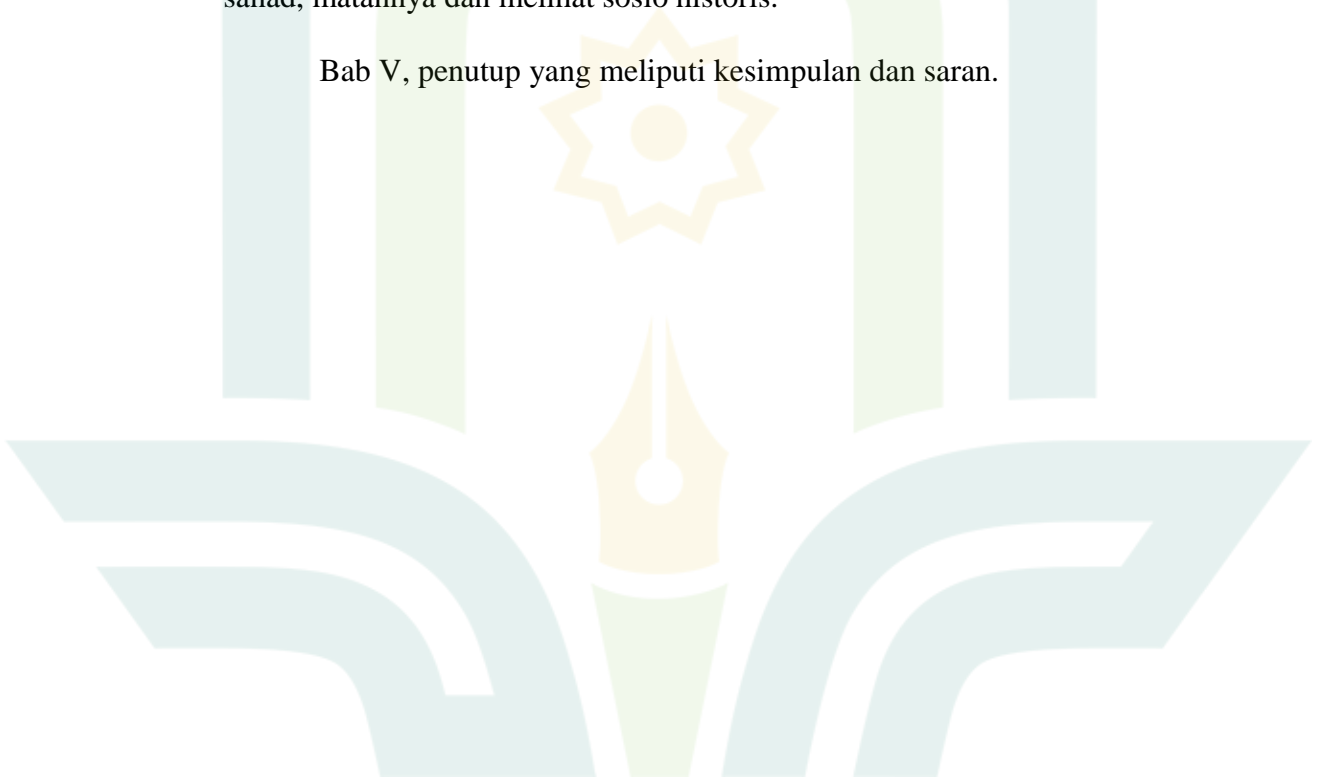 sanad, matannya dan melihat sosio historis.
Bab V, penutup yang meliputi kesimpulan dan saran.